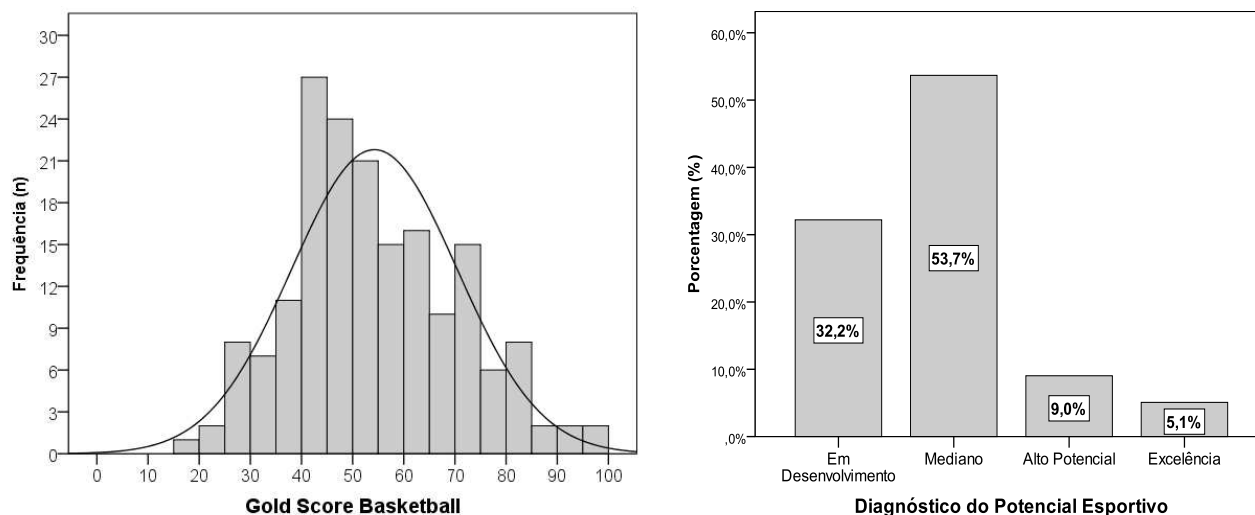 Frequência (n)
30
27
24
21
18
15
12
9
6
3
0
0 10 20 30 40 50 60 70 80 90 100
Gold Score Basketball
Porcentagem (%)
60,0%
50,0%
40,0%
30,0%
20,0%
10,0%
,0%
32,2%
53,7%
9,0%
5,1%
Em Desenvolvimento
Mediano
Alto Potencial
Excelência
Diagnóstico do Potencial Esportivo